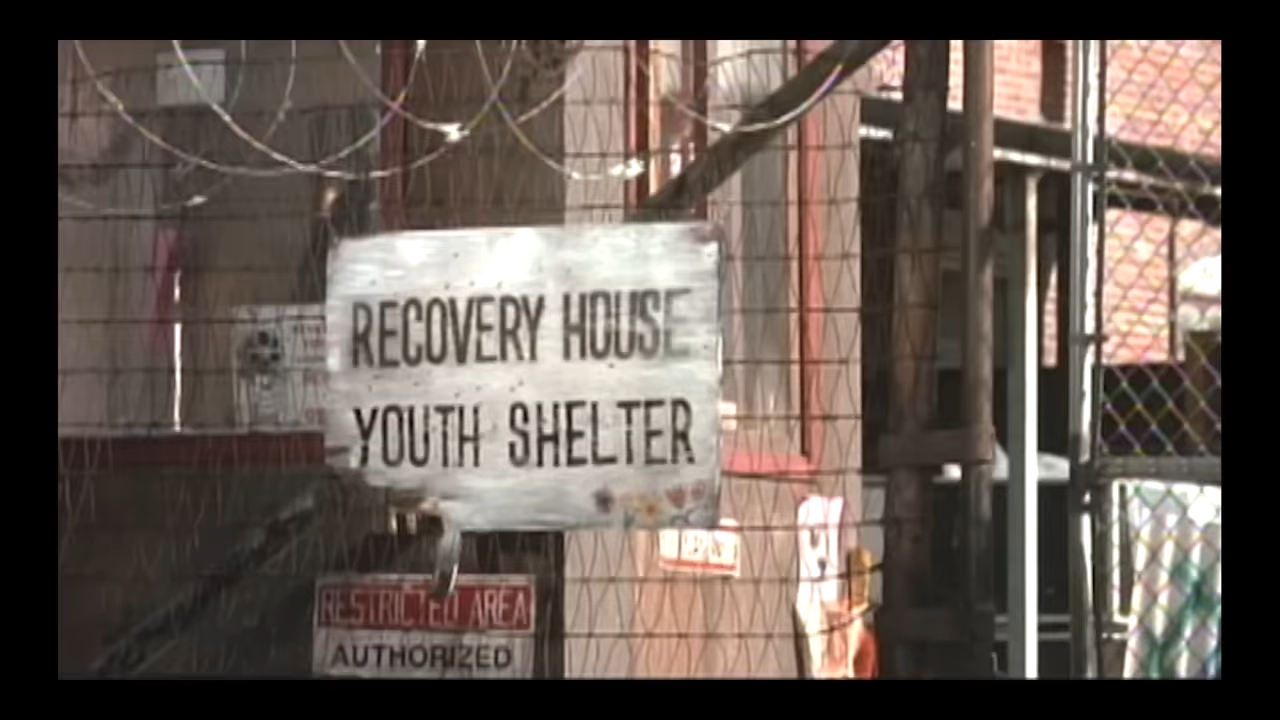 RECOVERY HOUSE
YOUTH SHELTER
RESTRICTED AREA
AUTHORIZED